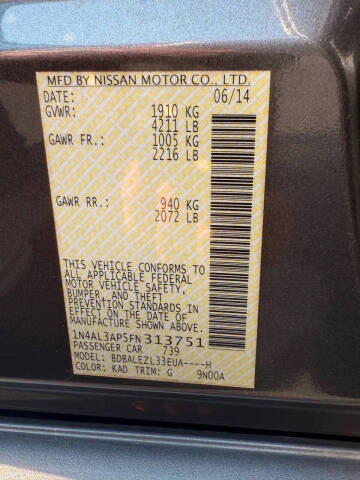 MFD BY NISSAN MOTOR CO., LTD.
DATE: 06/14
GVWR: 1910 KG
4211 LB
GAWR FR.: 1005 KG
2216 LB
GAWR RR.: 940 KG
2072 LB
THIS VEHICLE CONFORMS TO
ALL APPLICABLE FEDERAL
MOTOR VEHICLE SAFETY,
BUMPER, AND THEFT
PREVENTION STANDARDS IN
EFFECT ON THE DATE OF
MANUFACTURE SHOWN ABOVE.
1N4AL3AP5FN313751
PASSENGER CAR 739
MODEL: BDBALEZL33EUA----H
COLOR: KAD TRIM: G 9N00A